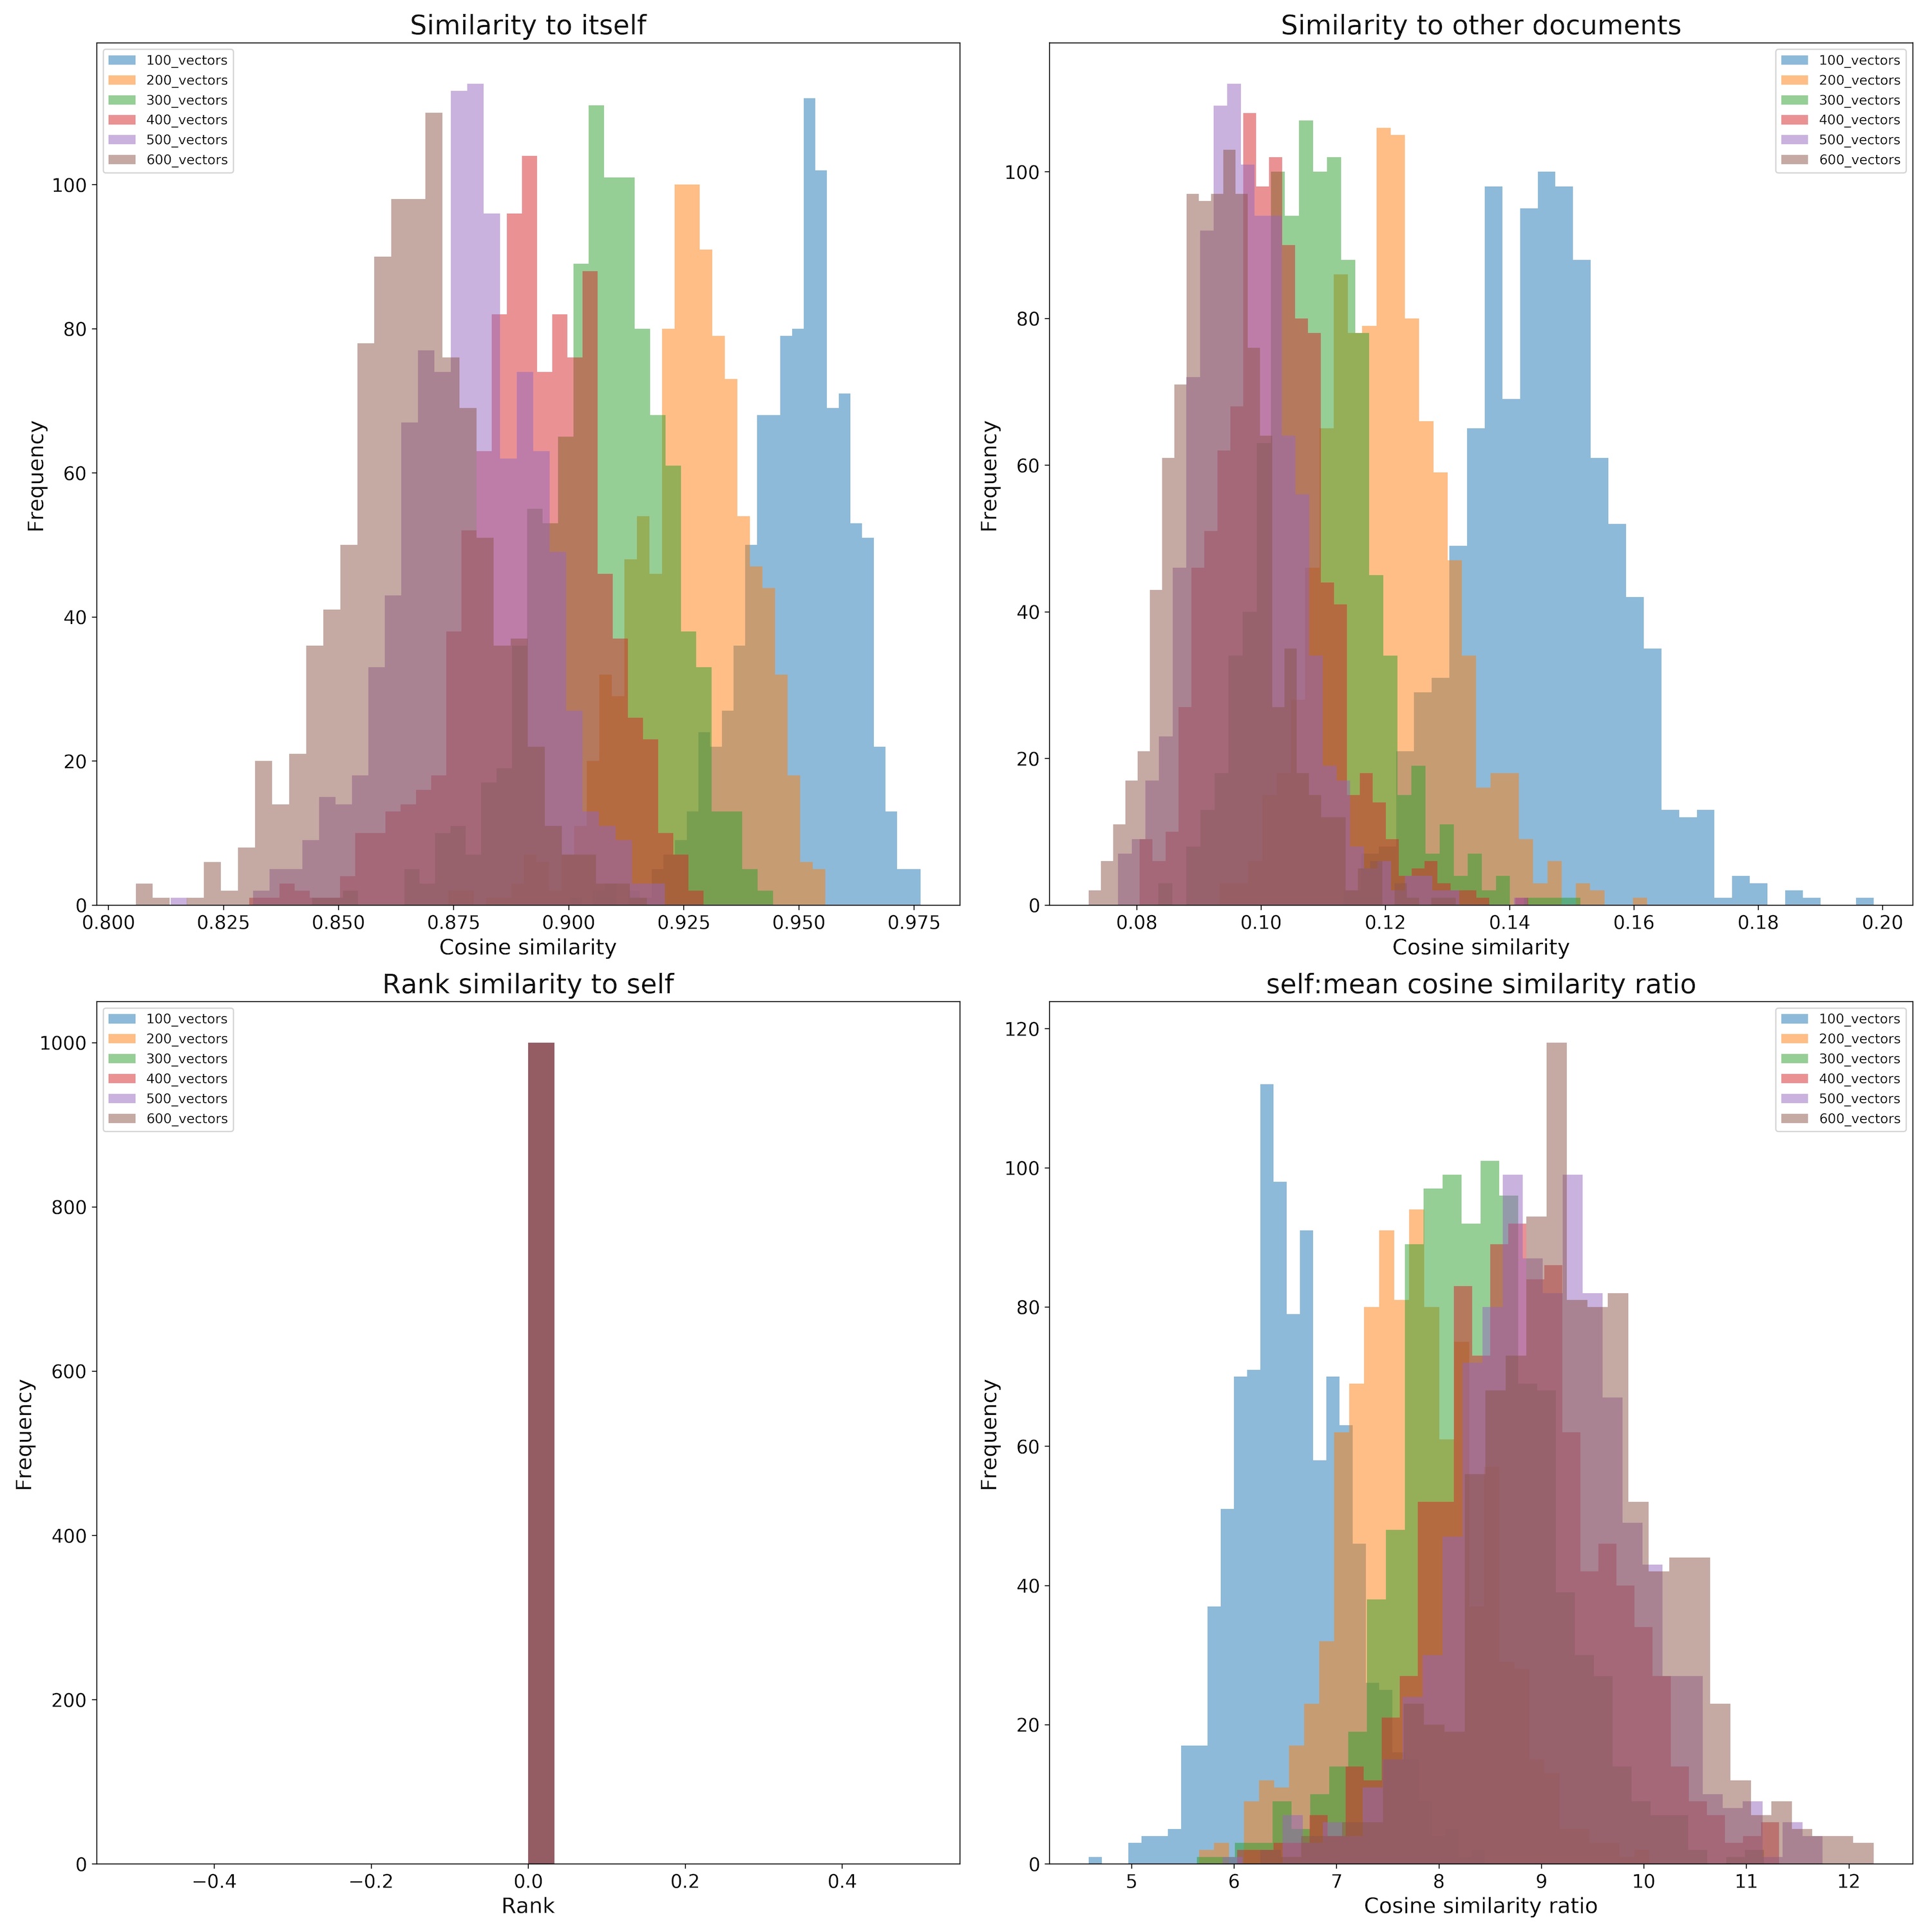 Similarity to itself
100_vectors
200_vectors
300_vectors
400_vectors
500_vectors
600_vectors
Frequency
100
80
60
40
20
0
0.800 0.825 0.850 0.875 0.900 0.925 0.950 0.975
Cosine similarity
Similarity to other documents
100_vectors
200_vectors
300_vectors
400_vectors
500_vectors
600_vectors
Frequency
100
80
60
40
20
0
0.08 0.10 0.12 0.14 0.16 0.18 0.20
Cosine similarity
Rank similarity to self
100_vectors
200_vectors
300_vectors
400_vectors
500_vectors
600_vectors
Frequency
1000
800
600
400
200
0
−0.4 −0.2 0.0 0.2 0.4
Rank
self:mean cosine similarity ratio
100_vectors
200_vectors
300_vectors
400_vectors
500_vectors
600_vectors
Frequency
120
100
80
60
40
20
0
5 6 7 8 9 10 11 12
Cosine similarity ratio